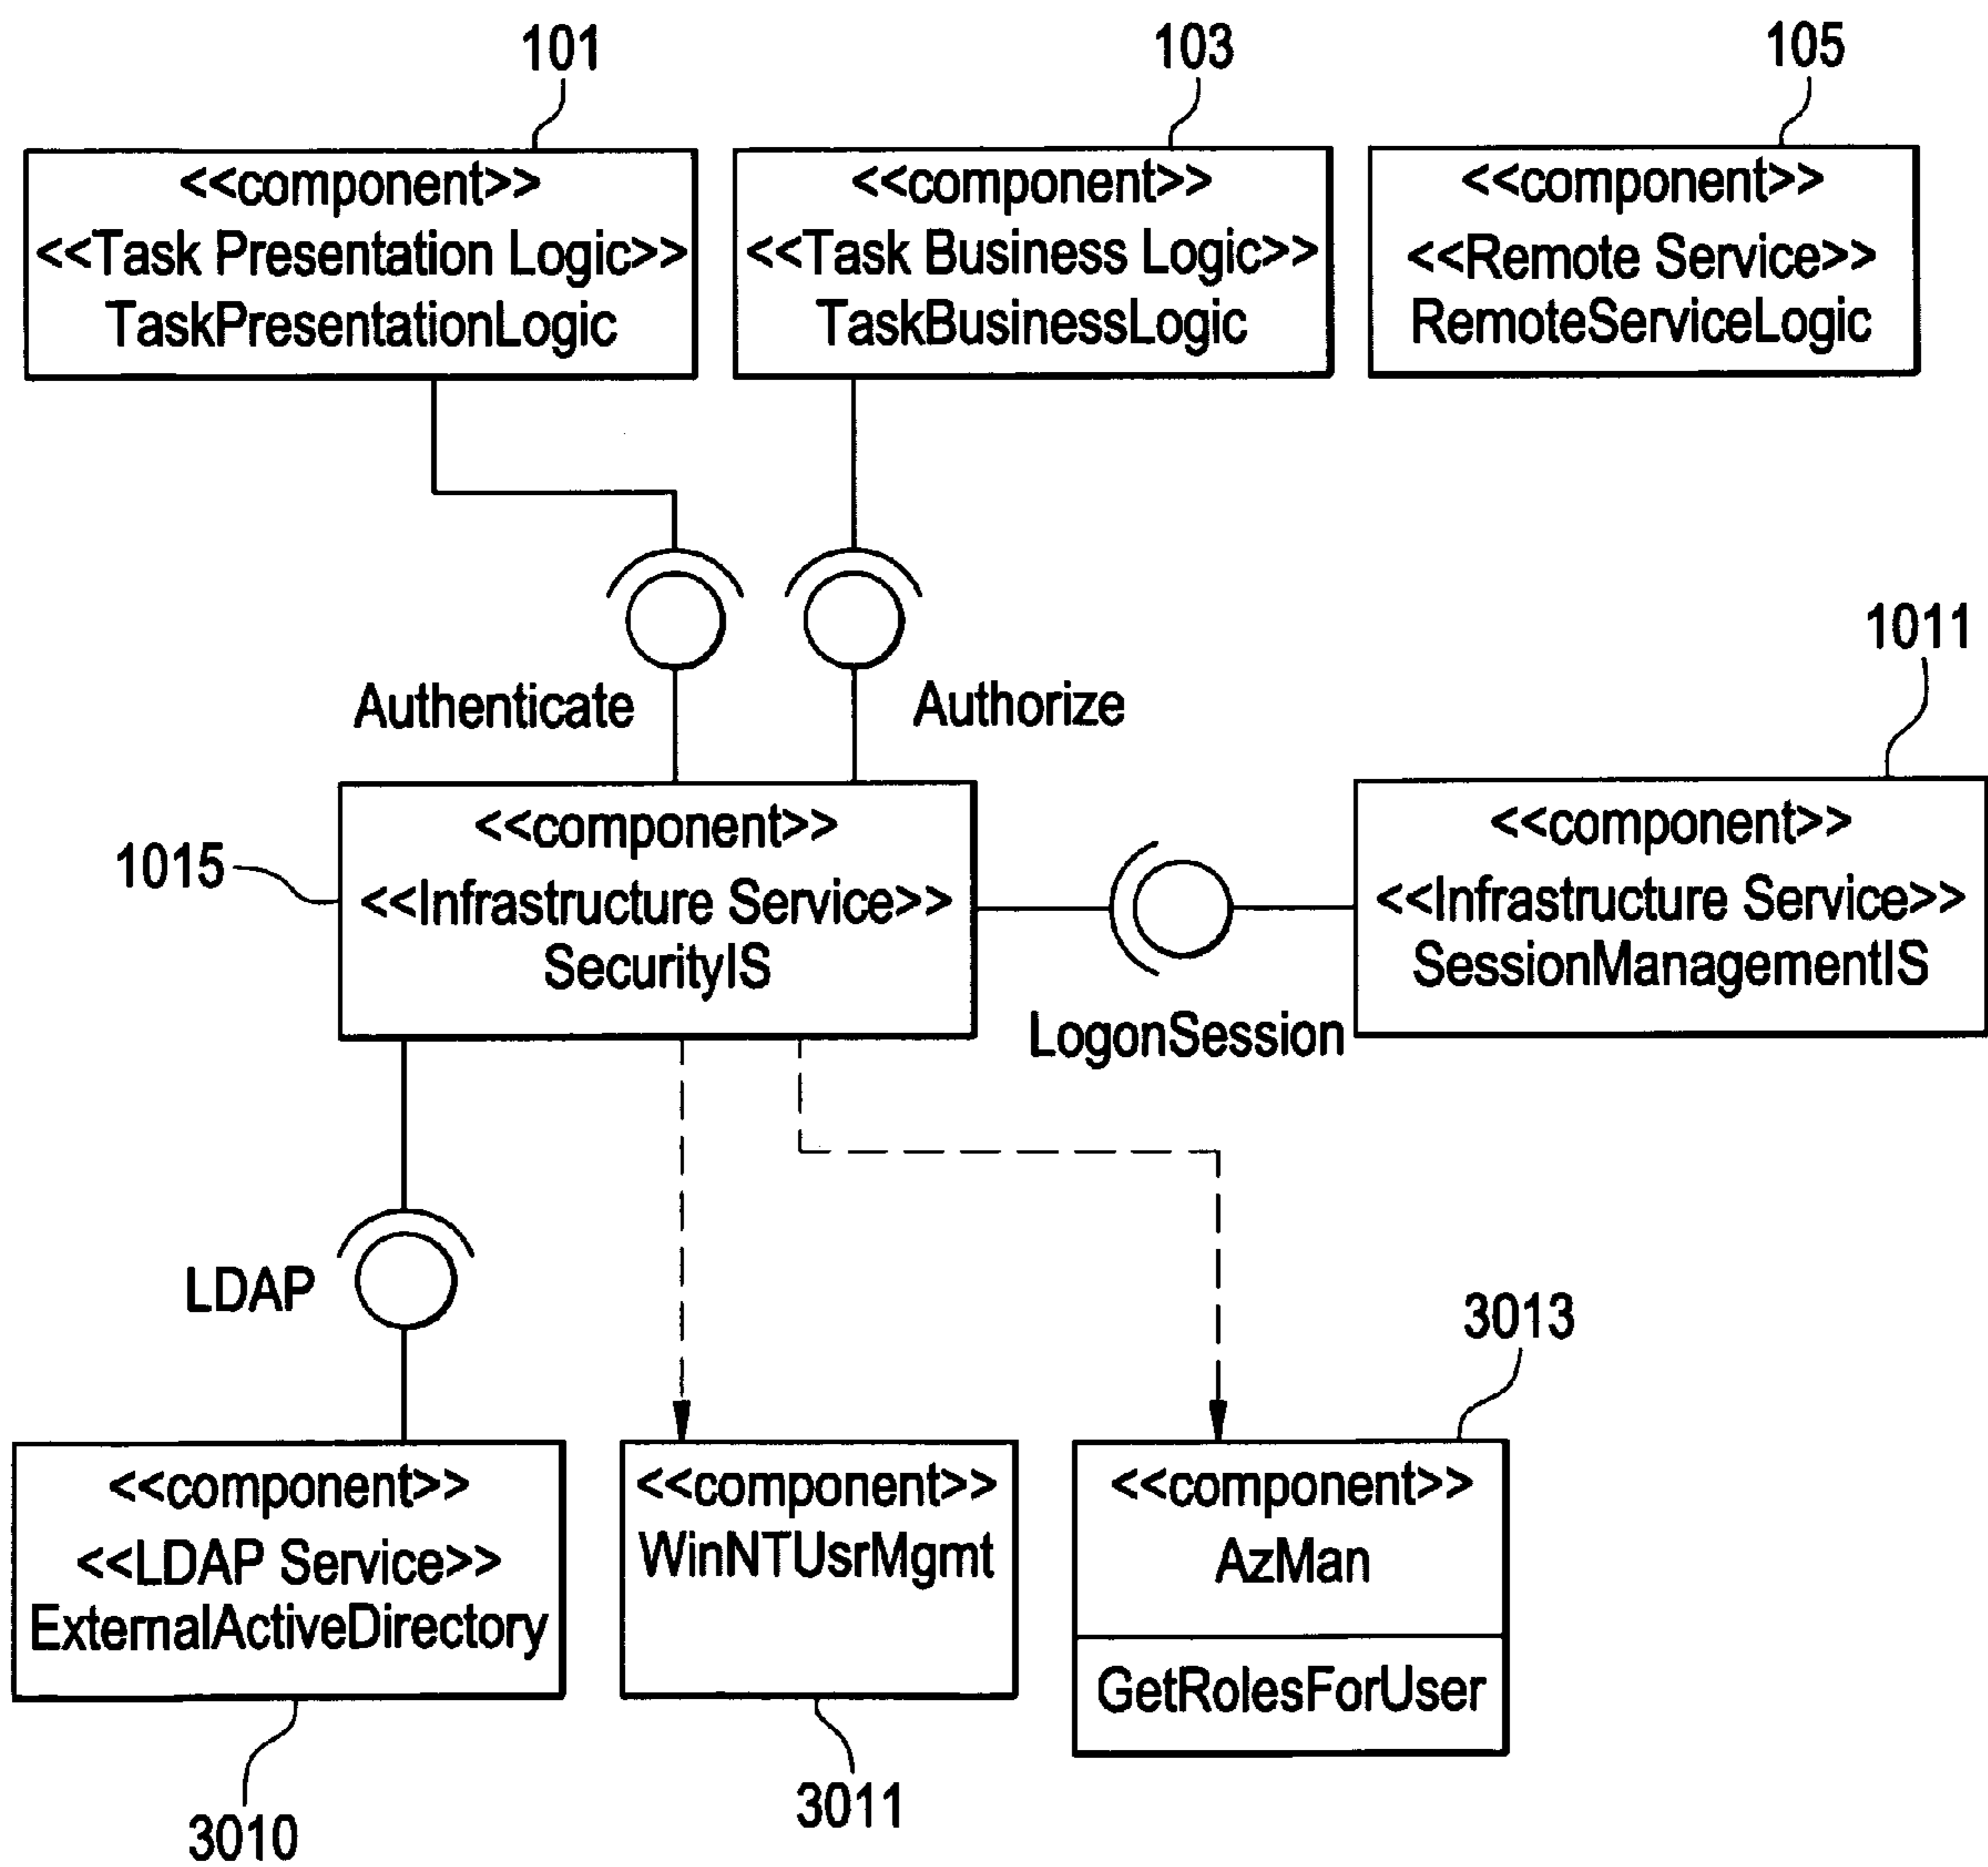 101
103
105
<<component>>
<<Task Presentation Logic>>
TaskPresentationLogic
<<component>>
<<Task Business Logic>>
TaskBusinessLogic
<<component>>
<<Remote Service>>
RemoteServiceLogic
Authenticate
Authorize
1011
1015
<<component>>
<<Infrastructure Service>>
SecurityIS
LogonSession
<<component>>
<<Infrastructure Service>>
SessionManagementIS
LDAP
3013
<<component>>
<<LDAP Service>>
ExternalActiveDirectory
<<component>>
WinNTUsrMgmt
<<component>>
AzMan
GetRolesForUser
3010
3011